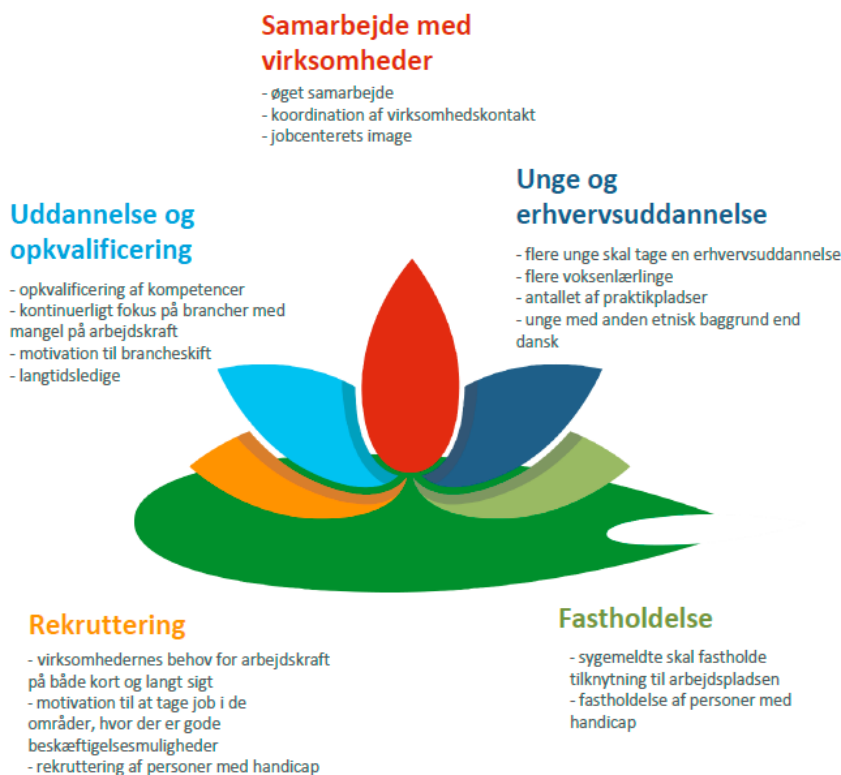 Samarbejde med
virksomheder
- øget samarbejde
- koordination af virksomhedskontakt
- jobcenterets image
Unge og
erhvervsuddannelse
- flere unge skal tage en erhvervsuddannelse
- flere voksenlærlinge
- antallet af praktikpladser
- unge med anden etnisk baggrund end
dansk
Uddannelse og
opkvalificering
- opkvalificering af kompetencer
- kontinuerligt fokus på brancher med
mangel på arbejdskraft
- motivation til brancheskift
- langtidsledige
Rekruttering
- virksomhedernes behov for arbejdskraft
på både kort og langt sigt
- motivation til at tage job i de
områder, hvor der er gode
beskæftigelsesmuligheder
- rekruttering af personer med handicap
Fastholdelse
- sygemeldte skal fastholde
tilknytning til arbejdspladsen
- fastholdelse af personer med
handicap